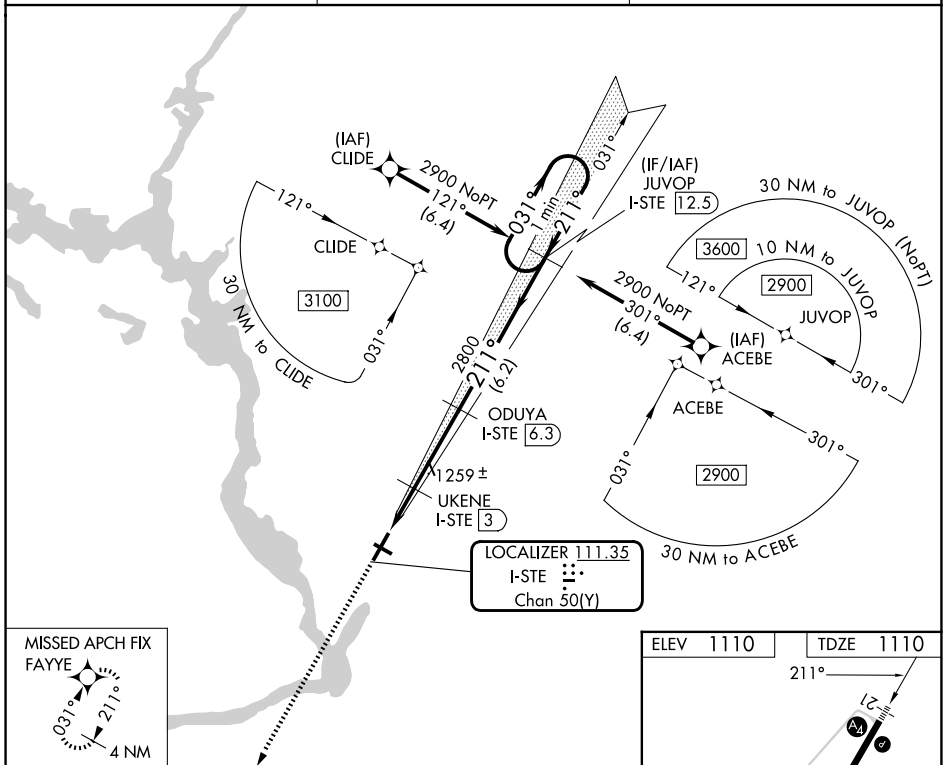 (IAF)
CLIDE
2900 NoPT
121°
(6.4)
121°
CLIDE
3100
031°
30 NM to CLIDE
031°
1 min
211°
031°
(IF/IAF)
JUVOP
I-STE 12.5
30 NM to JUVOP (NoPT)
3600
10 NM to JUVOP
2900
121°
JUVOP
301°
2900 NoPT
301°
(6.4)
(IAF)
ACEBE
ACEBE
301°
031°
2900
30 NM to ACEBE
2800
211°
(6.2)
ODUYA
I-STE 6.3
1259 ±
UKENE
I-STE 3
LOCALIZER 111.35
I-STE
Chan 50(Y)
MISSED APCH FIX
FAYYE
031°
211°
4 NM
ELEV 1110
TDZE 1110
211°
21
A4
P